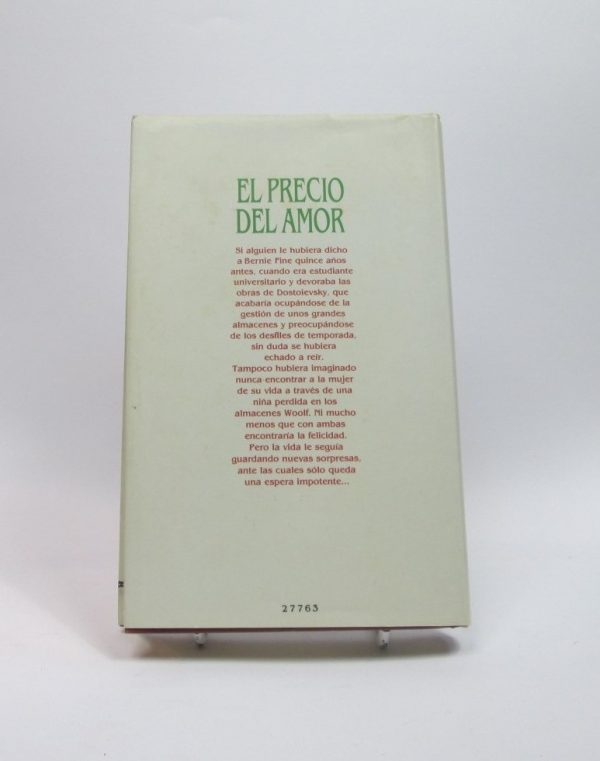 EL PRECIO
DEL AMOR
Si alguien le hubiera dicho
a Bernie Fine quince años
antes, cuando era estudiante
universitario y devoraba las
obras de Dostoievsky, que
acabaría ocupándose de la
gestión de unos grandes
almacenes y preocupándose
de los desfiles de temporada,
sin duda se hubiera
echado a reír.
Tampoco hubiera imaginado
nunca encontrar a la mujer
de su vida a través de una
niña perdida en los
almacenes Woolf. Ni mucho
menos que con ambas
encontraría la felicidad.
Pero la vida le seguía
guardando nuevas sorpresas,
ante las cuales sólo queda
una espera impotente...
27763